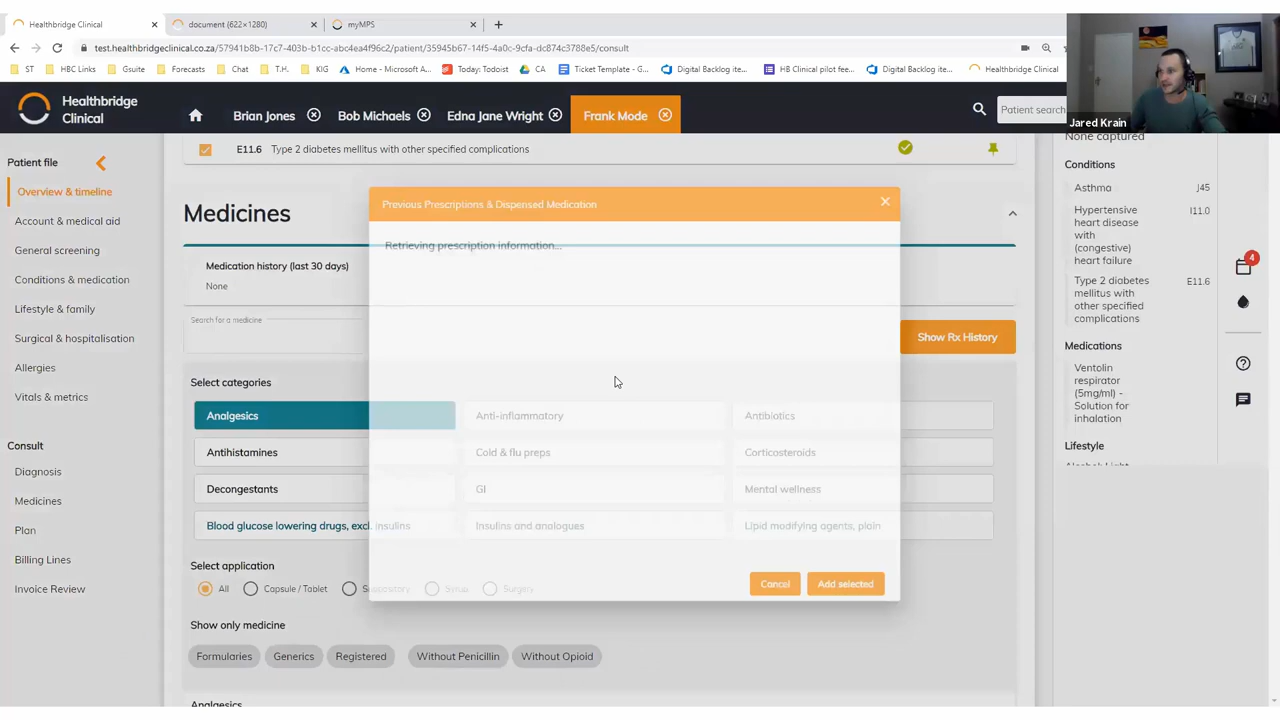 Healthbridge Clinical
document (622×1280)
myMPS
test.healthbridgeclinical.co.za/57941b8b-17c7-403b-b1cc-abc4ea4f96c2/patient/35945b67-14f5-4a0c-9cfa-dc874c3788e5/consult
ST
HBC Links
Gsuite
Forecasts
Chat
T.H.
KIG
Home - Microsoft A...
Today: Todoist
CA
Ticket Template - G...
Digital Backlog ite...
HB Clinical pilot fee...
Digital Backlog ite...
Healthbridge Clinical
Healthbridge
Clinical
Brian Jones
Bob Michaels
Edna Jane Wright
Frank Mode
Patient search
Jared Krain
Patient file
Overview & timeline
Account & medical aid
General screening
Conditions & medication
Lifestyle & family
Surgical & hospitalisation
Allergies
Vitals & metrics
Consult
Diagnosis
Medicines
Plan
Billing Lines
Invoice Review
E11.6 Type 2 diabetes mellitus with other specified complications
Medicines
Medication history (last 30 days)
None
Search for a medicine
Show Rx History
Previous Prescriptions & Dispensed Medication
Retrieving prescription information...
Cancel
Add selected
Select categories
Analgesics
Anti-inflammatory
Antibiotics
Antihistamines
Cold & flu preps
Corticosteroids
Decongestants
GI
Mental wellness
Blood glucose lowering drugs, excl. insulins
Insulins and analogues
Lipid modifying agents, plain
Select application
All
Capsule / Tablet
Suppository
Syrup
Surgery
Show only medicine
Formularies
Generics
Registered
Without Penicillin
Without Opioid
Analgesics
None captured
Conditions
Asthma J45
Hypertensive I11.0
heart disease
with
(congestive)
heart failure
Type 2 diabetes E11.6
mellitus with
other specified
complications
Medications
Ventolin
respirator
(5mg/ml) -
Solution for
inhalation
Lifestyle
Alcohol: Light
4